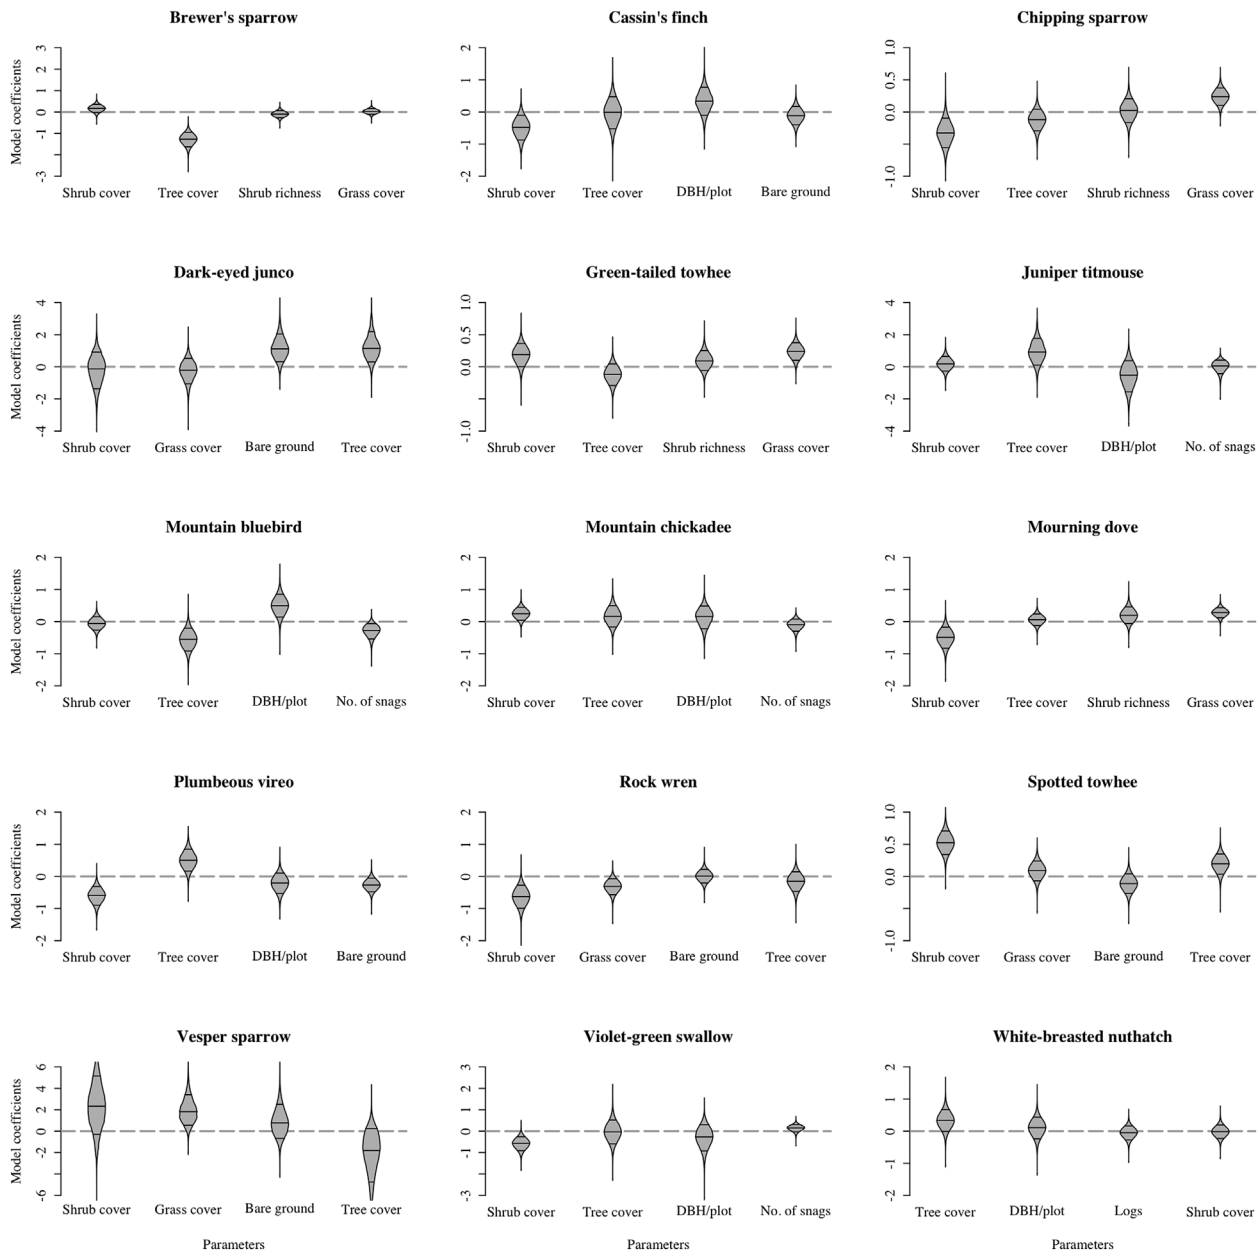 Brewer's sparrow
Model coefficients
3
2
1
0
-1
-3
Shrub cover Tree cover Shrub richness Grass cover
Cassin's finch
2
1
0
-1
-2
Shrub cover Tree cover DBH/plot Bare ground
Chipping sparrow
1.0
0.5
0.0
-1.0
Shrub cover Tree cover Shrub richness Grass cover
Dark-eyed junco
Model coefficients
4
2
0
-2
-4
Shrub cover Grass cover Bare ground Tree cover
Green-tailed towhee
1.0
0.5
0.0
-1.0
Shrub cover Tree cover Shrub richness Grass cover
Juniper titmouse
4
2
0
-2
-4
Shrub cover Tree cover DBH/plot No. of snags
Mountain bluebird
Model coefficients
2
1
0
-1
-2
Shrub cover Tree cover DBH/plot No. of snags
Mountain chickadee
2
1
0
-1
-2
Shrub cover Tree cover DBH/plot No. of snags
Mourning dove
2
1
0
-1
-2
Shrub cover Tree cover Shrub richness Grass cover
Plumbeous vireo
Model coefficients
2
1
0
-1
-2
Shrub cover Tree cover DBH/plot Bare ground
Rock wren
2
1
0
-1
-2
Shrub cover Grass cover Bare ground Tree cover
Spotted towhee
1.0
0.5
0.0
-1.0
Shrub cover Grass cover Bare ground Tree cover
Vesper sparrow
Model coefficients
6
4
2
0
-2
-6
Shrub cover Grass cover Bare ground Tree cover
Parameters
Violet-green swallow
3
2
1
0
-1
-3
Shrub cover Tree cover DBH/plot No. of snags
Parameters
White-breasted nuthatch
2
1
0
-1
-2
Tree cover DBH/plot Logs Shrub cover
Parameters